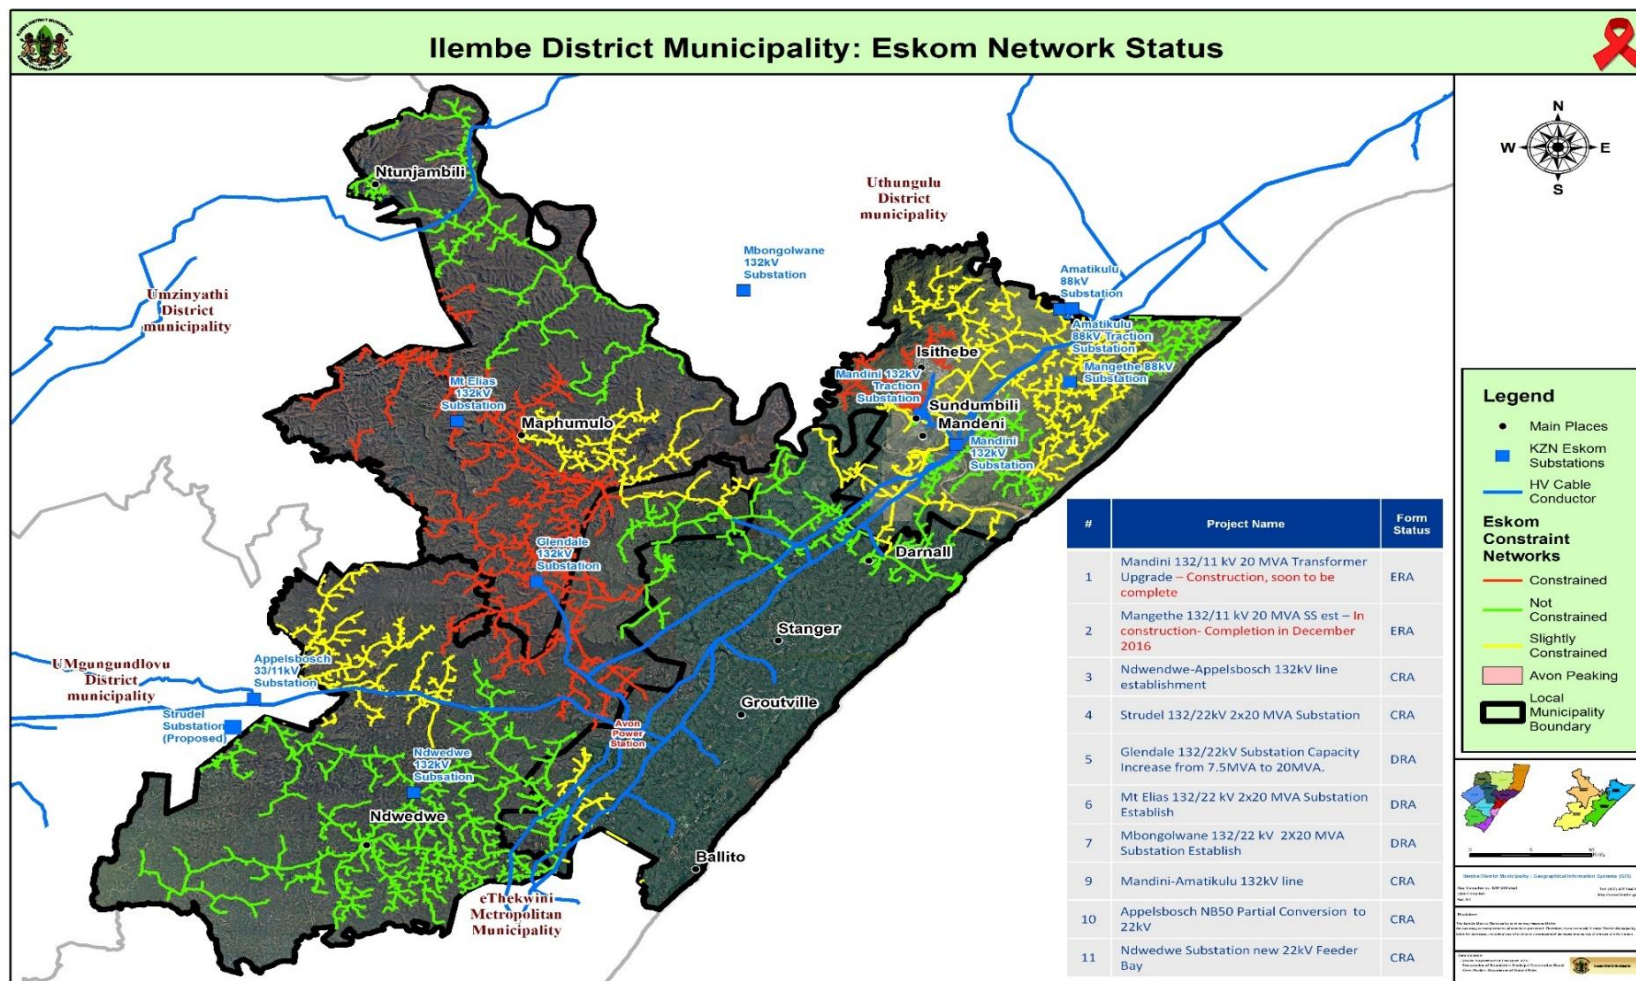 Ilembe District Municipality: Eskom Network Status
Ntunjambili
Uthungulu
District
municipality
Mbongolwane
132kV
Substation
Umzinyathi
District
municipality
Amatikulu
88kV
Substation
Amatikulu
88kV Traction
Substation
Isithebe
Mangethe 88kV
Substation
Mandini 132kV
Traction
Substation
Mt Elias
132kV
Substation
Sundumbili
Maphumulo
Mandeni
Mandini
132kV
Substation
Glendale
132kV
Substation
Darnall
Stanger
UMgungundlovu
District
municipality
Appelsbosch
33/11kV
Substation
Strudel
Substation
(Proposed)
Groutville
Avon
Power
Station
Ndwedwe
132kV
Subsation
Ndwedwe
Ballito
eThekwini
Metropolitan
Municipality
# Project Name Form Status
1 Mandini 132/11 kV 20 MVA Transformer
Upgrade – Construction, soon to be
complete ERA
2 Mangethe 132/11 kV 20 MVA SS est – In
construction- Completion in December
2016 ERA
3 Ndwendwe-Appelsbosch 132kV line
establishment CRA
4 Strudel 132/22kV 2x20 MVA Substation CRA
5 Glendale 132/22kV Substation Capacity
Increase from 7.5MVA to 20MVA. DRA
6 Mt Elias 132/22 kV 2x20 MVA Substation
Establish DRA
7 Mbongolwane 132/22 kV 2X20 MVA
Substation Establish DRA
9 Mandini-Amatikulu 132kV line CRA
10 Appelsbosch NB50 Partial Conversion to
22kV CRA
11 Ndwedwe Substation new 22kV Feeder
Bay CRA
N
W E
S
Legend
Main Places
KZN Eskom
Substations
HV Cable
Conductor
Eskom
Constraint
Networks
Constrained
Not
Constrained
Slightly
Constrained
Avon Peaking
Local
Municipality
Boundary
Ilembe District Municipality : Geographical Information Systems (GIS)